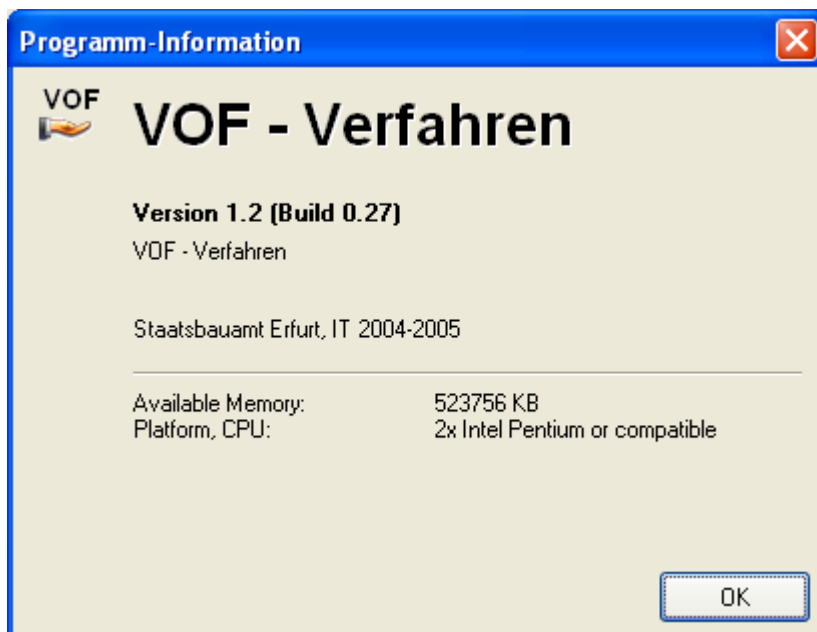 Programm-Information
VOF
VOF - Verfahren
Version 1.2 (Build 0.27)
VOF - Verfahren
Staatsbauamt Erfurt, IT 2004-2005
Available Memory: 523756 KB
Platform, CPU: 2x Intel Pentium or compatible
OK